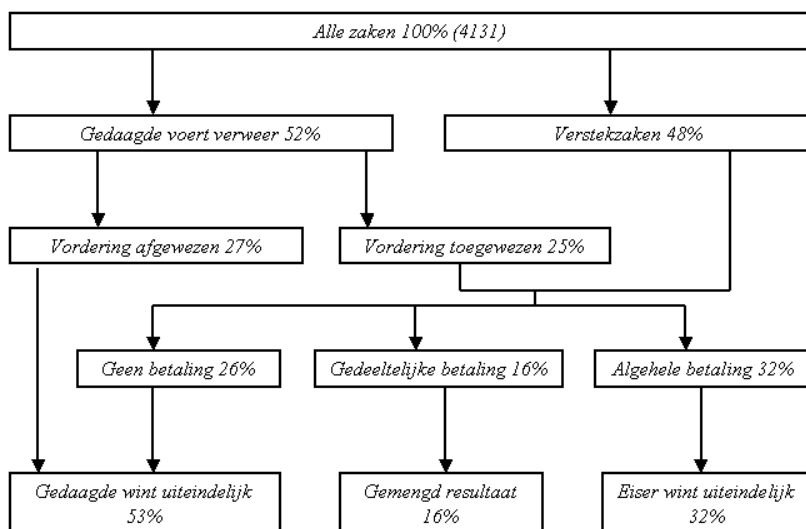 Alle zaken 100% (4131)
Gedaagde voert verweer 52%
Verstekzaken 48%
Vordering afgewezen 27%
Vordering toegewezen 25%
Geen betaling 26%
Gedeeltelijke betaling 16%
Algehele betaling 32%
Gedaagde wint uiteindelijk
53%
Gemengd resultaat
16%
Eiser wint uiteindelijk
32%